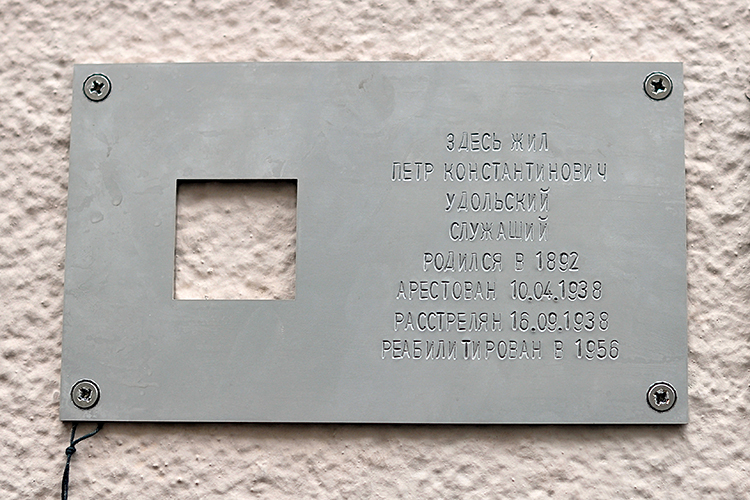 ЗДЕСЬ ЖИЛ
ПЕТР КОНСТАНТИНОВИЧ
УДОЛЬСКИЙ
СЛУЖАЩИЙ
РОДИЛСЯ В 1892
АРЕСТОВАН 10.04.1938
РАССТРЕЛЯН 16.09.1938
РЕАБИЛИТИРОВАН В 1956